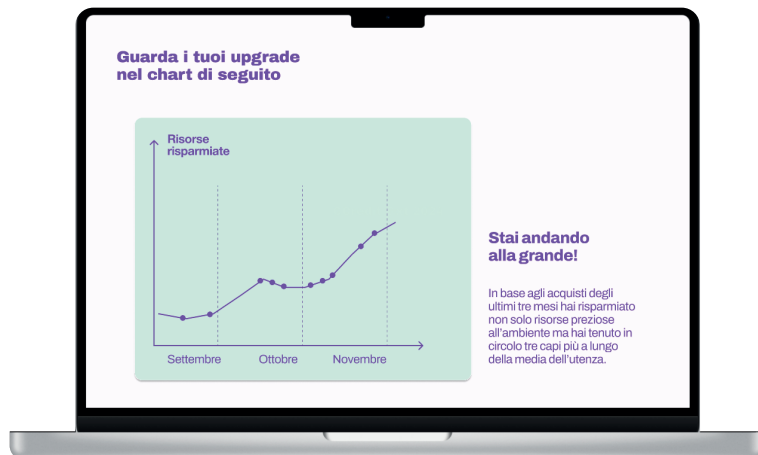 Guarda i tuoi upgrade
nel chart di seguito
Risorse
risparmiate
Settembre
Ottobre
Novembre
Stai andando
alla grande!
In base agli acquisti degli
ultimi tre mesi hai risparmiato
non solo risorse preziose
all'ambiente ma hai tenuto in
circolo tre capi più a lungo
della media dell'utenza.